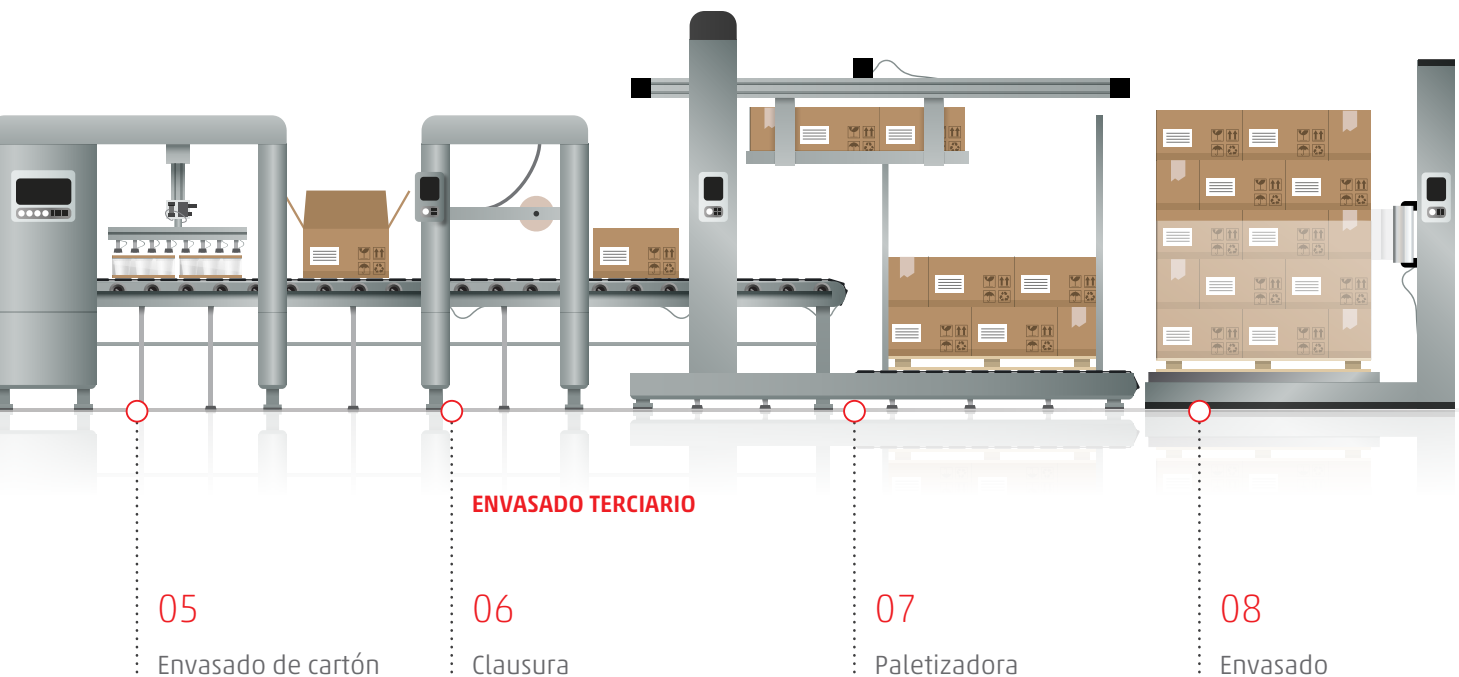 ENVASADO TERCIARIO
05
Envasado de cartón
06
Clausura
07
Paletizadora
08
Envasado